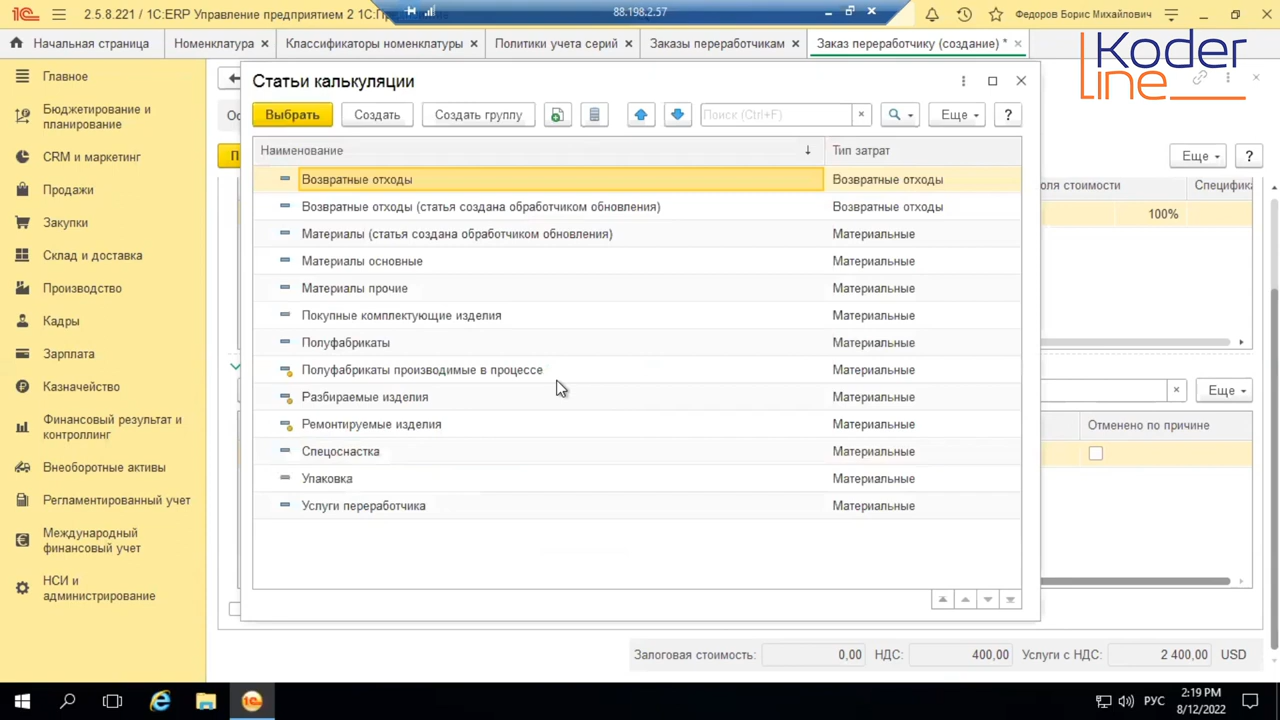 2.5.8.221 / 1С:ERP Управление предприятием 2 1С:П
88.198.2.57
Федоров Борис Михайлович
Начальная страница
Номенклатура
Классификаторы номенклатуры
Политики учета серий
Заказы переработчикам
Заказ переработчику (создание) *
Koder
line
Главное
Бюджетирование и
планирование
CRM и маркетинг
Продажи
Закупки
Склад и доставка
Производство
Кадры
Зарплата
Казначейство
Финансовый результат и
контроллинг
Внеоборотные активы
Регламентированный учет
Международный
финансовый учет
НСИ и
администрирование
Статьи калькуляции
Выбрать
Создать
Создать группу
Поиск (Ctrl+F)
Еще
?
Наименование
Тип затрат
Возвратные отходы
Возвратные отходы
Возвратные отходы (статья создана обработчиком обновления)
Возвратные отходы
Материалы (статья создана обработчиком обновления)
Материальные
Материалы основные
Материальные
Материалы прочие
Материальные
Покупные комплектующие изделия
Материальные
Полуфабрикаты
Материальные
Полуфабрикаты производимые в процессе
Материальные
Разбираемые изделия
Материальные
Ремонтируемые изделия
Материальные
Спецоснастка
Материальные
Упаковка
Материальные
Услуги переработчика
Материальные
Еще
?
оля стоимости
Специфика
100%
Еще
Отменено по причине
Залоговая стоимость:
0,00
НДС:
400,00
Услуги с НДС:
2 400,00
USD
РУС
2:19 PM
8/12/2022